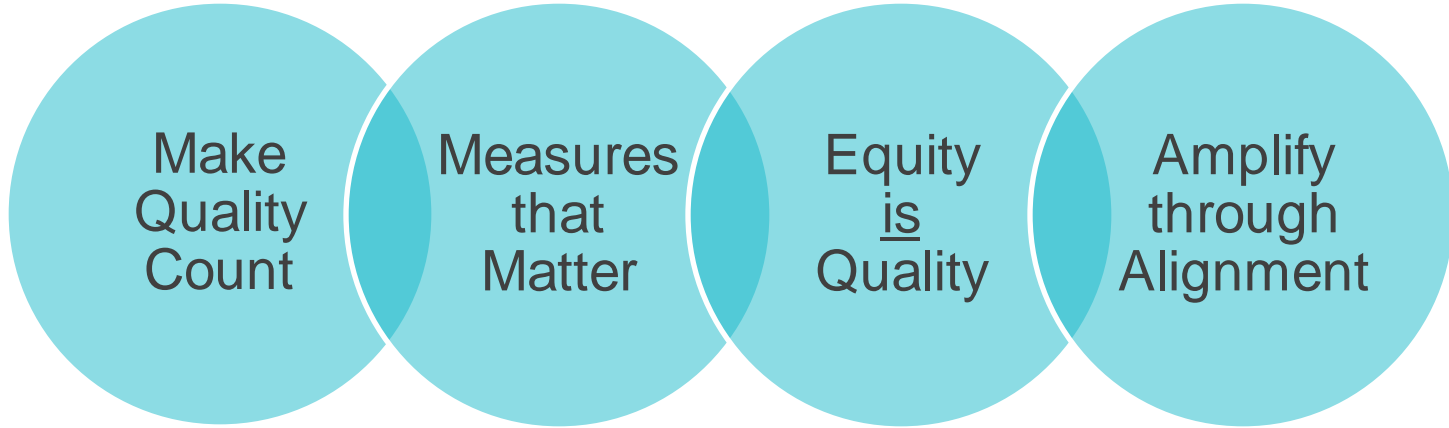 Make
Quality
Count
Measures
that
Matter
Equity
is
Quality
Amplify
through
Alignment